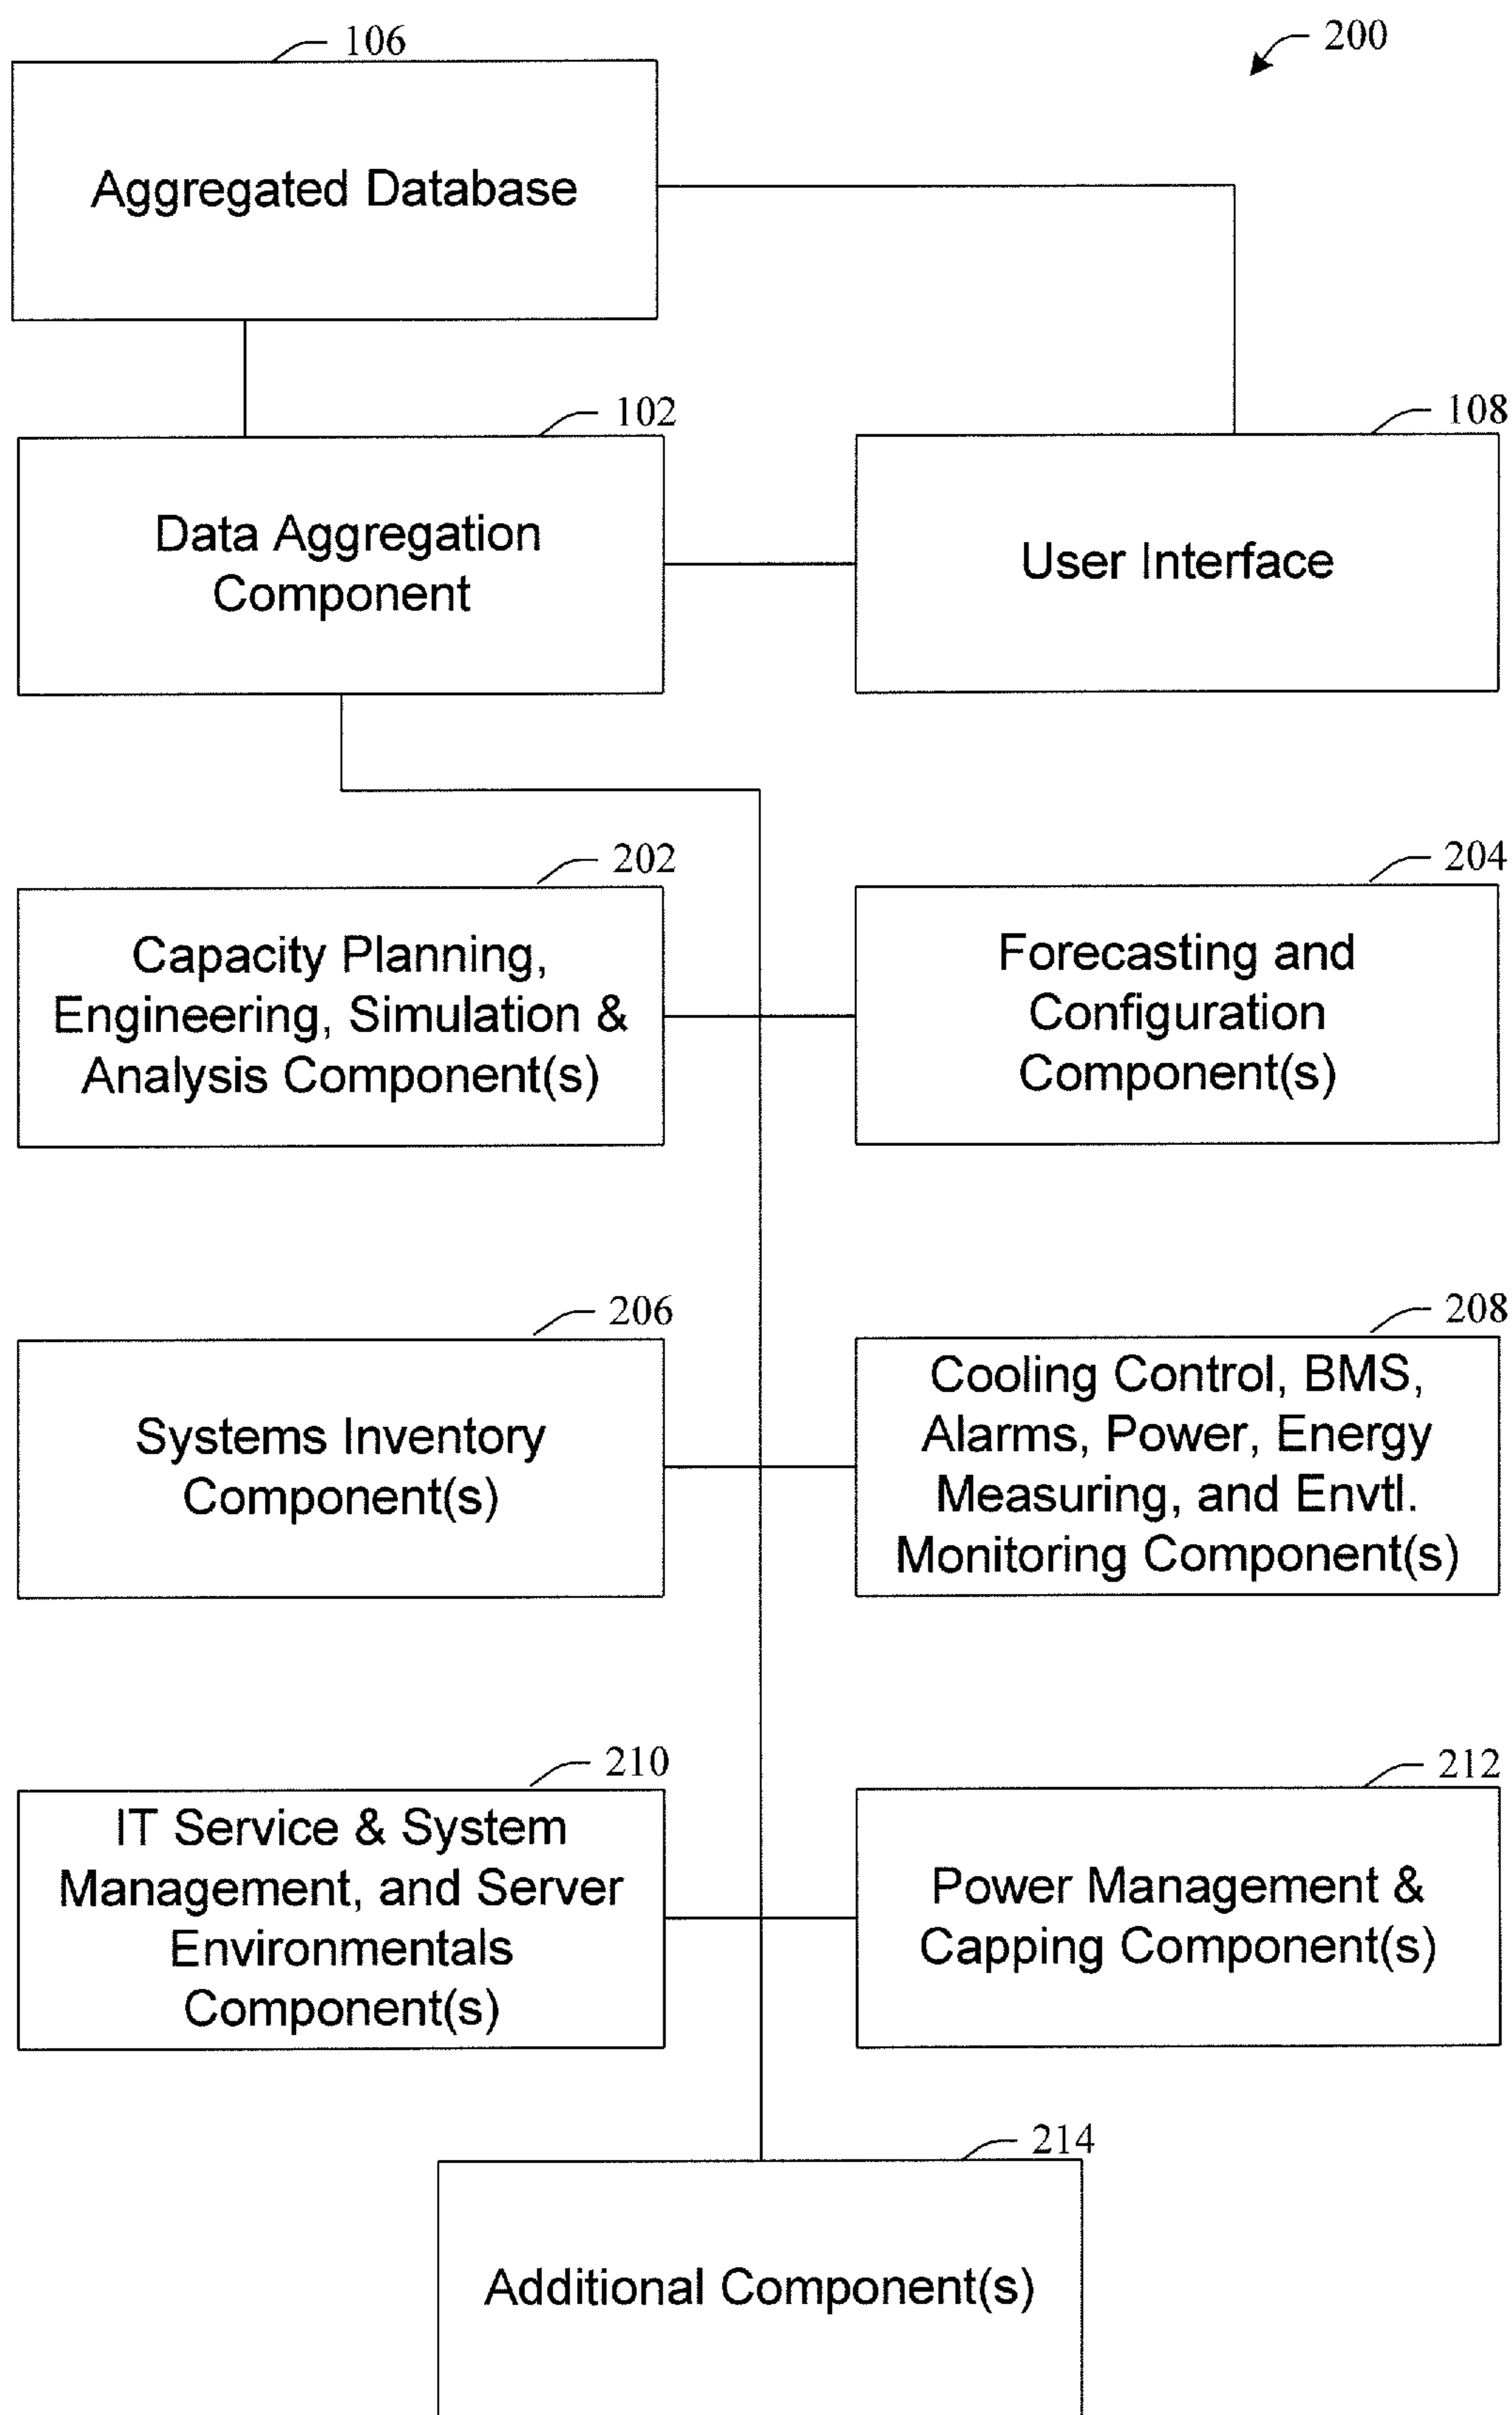 106
200
Aggregated Database
102
108
Data Aggregation
Component
User Interface
202
204
Capacity Planning,
Engineering, Simulation &
Analysis Component(s)
Forecasting and
Configuration
Component(s)
206
208
Systems Inventory
Component(s)
Cooling Control, BMS,
Alarms, Power, Energy
Measuring, and Envtl.
Monitoring Component(s)
210
212
IT Service & System
Management, and Server
Environmentals
Component(s)
Power Management &
Capping Component(s)
214
Additional Component(s)